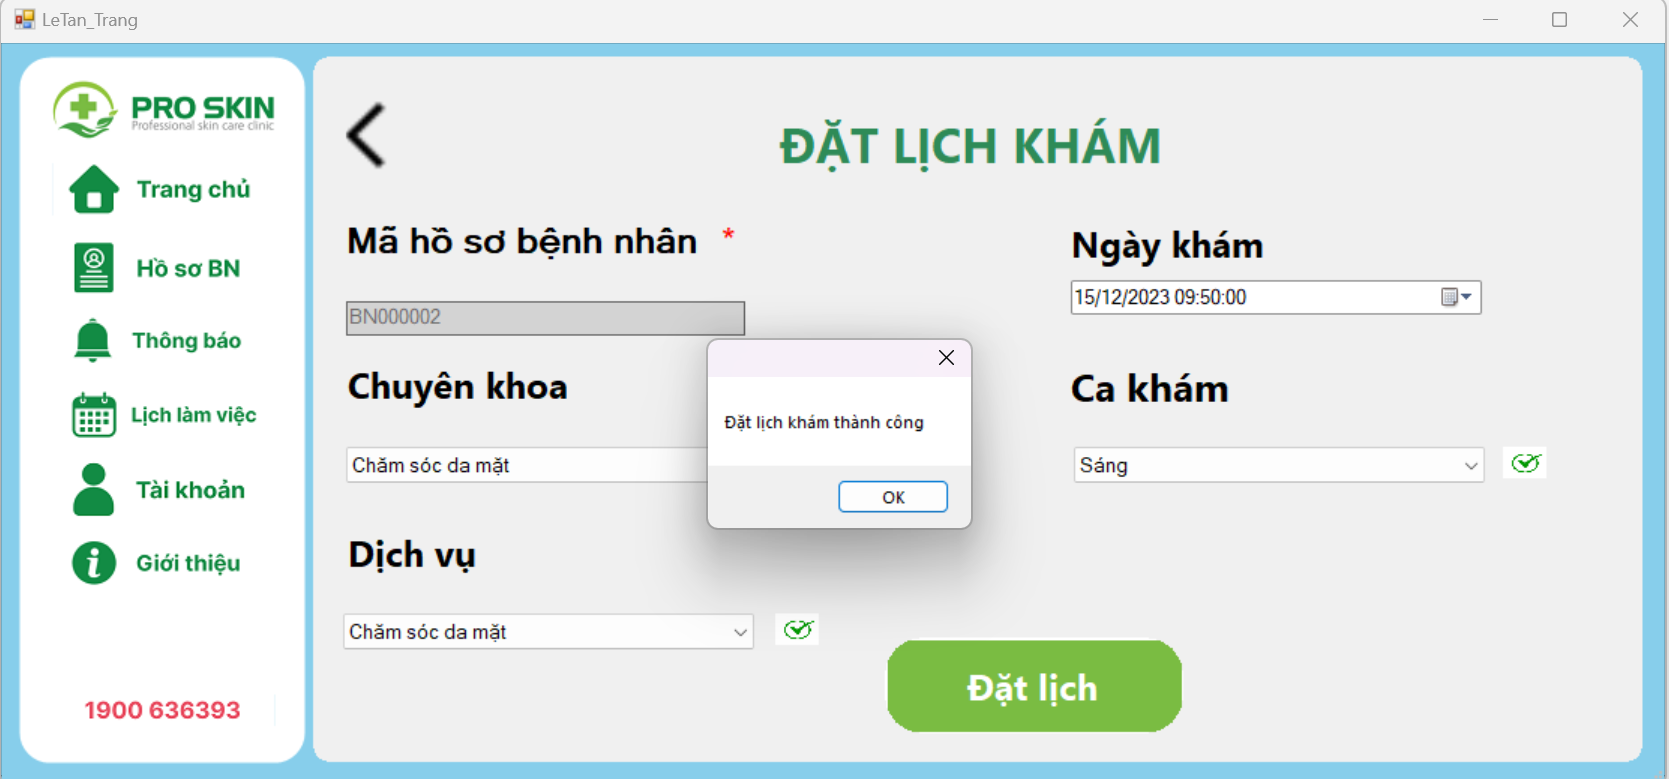 LeTan_Trang
PRO SKIN
Professional skin care clinic
Trang chủ
Hồ sơ BN
Thông báo
Lịch làm việc
Tài khoản
Giới thiệu
1900 636393
ĐẶT LỊCH KHÁM
Mã hồ sơ bệnh nhân *
BN000002
Ngày khám
15/12/2023 09:50:00
Chuyên khoa
Chăm sóc da mặt
Ca khám
Sáng
Đặt lịch khám thành công
OK
Dịch vụ
Chăm sóc da mặt
Đặt lịch